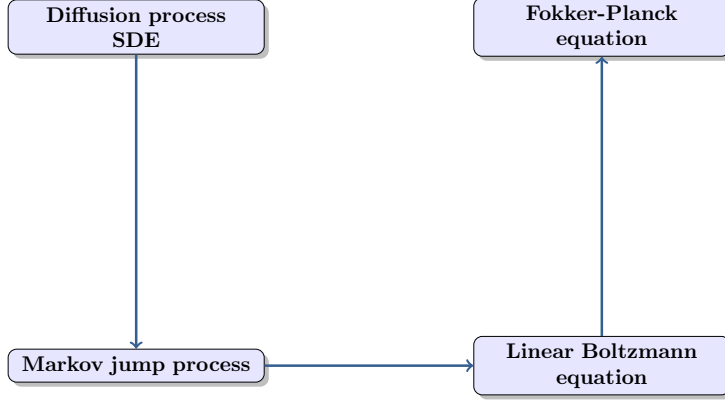 Diffusion process
SDE
Fokker-Planck
equation
Markov jump process
Linear Boltzmann
equation